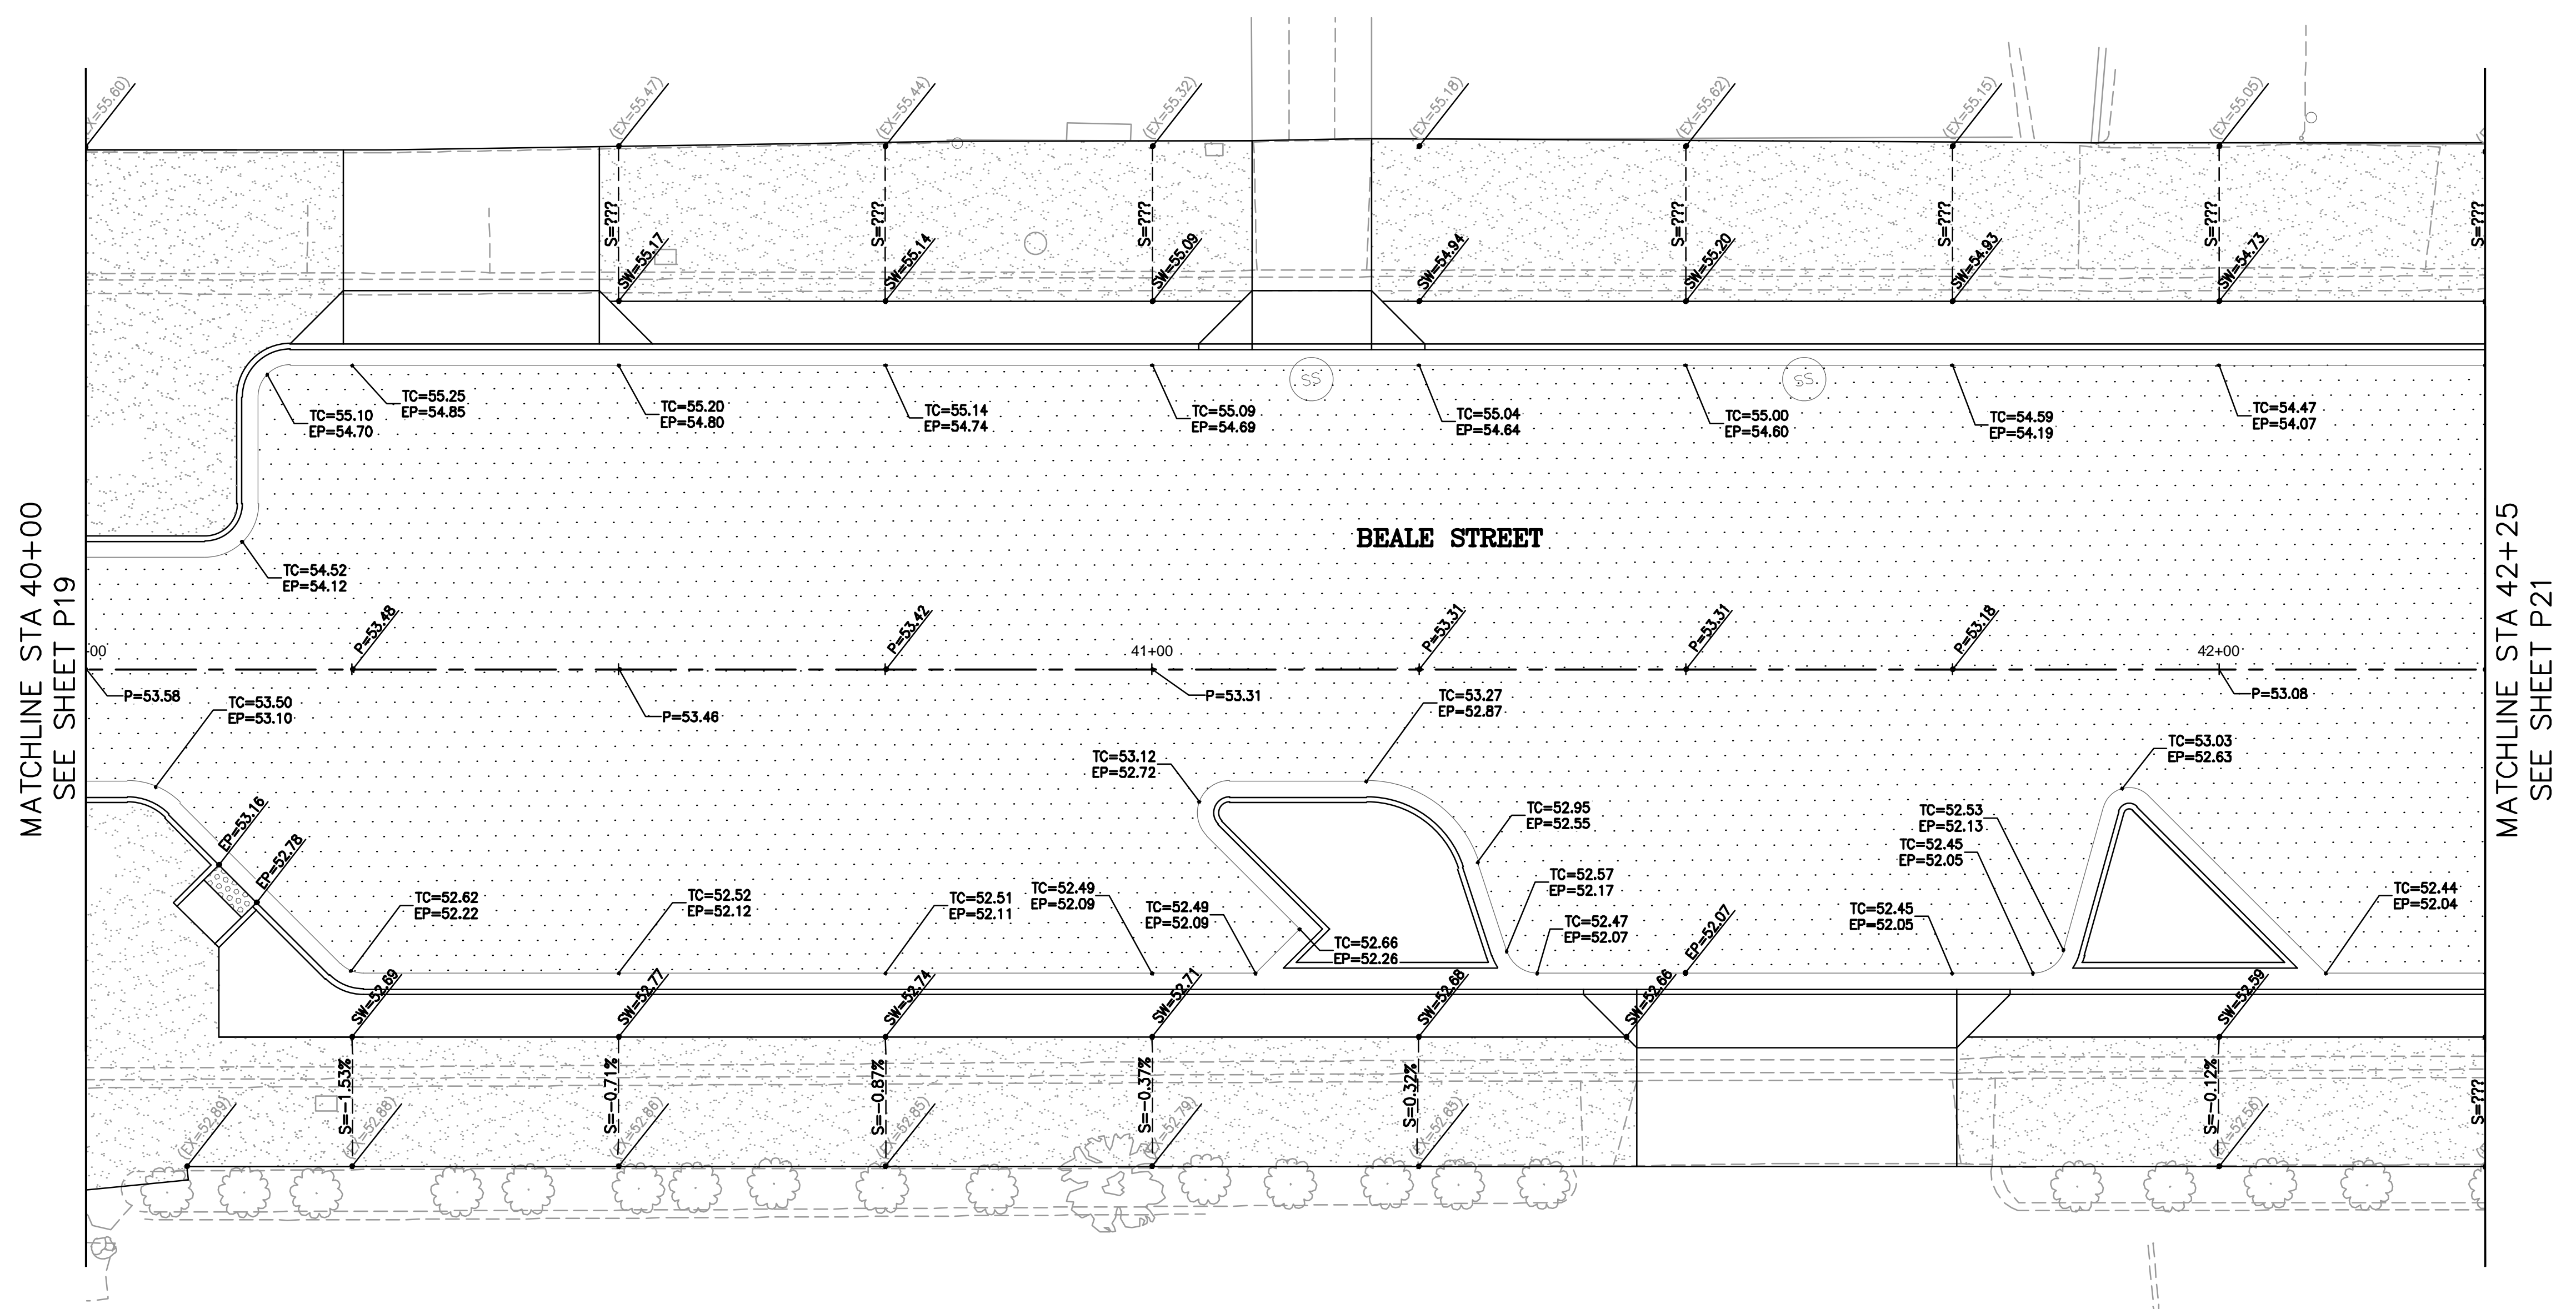 (EX=55.47)
(EX=55.44)
(EX=55.32)
(EX=55.18)
(EX=55.62)
(EX=55.15)
(EX=55.05)
EX=55.60)
S=???
S=???
S=???
S=???
S=???
S=???
S=???
SW=55.17
SW=55.14
SW=55.09
SW=54.94
SW=55.20
SW=54.93
SW=54.73
SS
SS
TC=55.10
EP=54.70
TC=55.25
EP=54.85
TC=55.20
EP=54.80
TC=55.14
EP=54.74
TC=55.09
EP=54.69
TC=55.04
EP=54.64
TC=55.00
EP=54.60
TC=54.59
EP=54.19
TC=54.47
EP=54.07
BEALE STREET
TC=54.52
EP=54.12
MATCHLINE STA 40+00
SEE SHEET P19
MATCHLINE STA 42+25
SEE SHEET P21
P=53.48
P=53.42
P=53.31
P=53.31
P=53.18
00
41+00
42+00
P=53.58
P=53.46
P=53.31
P=53.08
TC=53.50
EP=53.10
TC=53.27
EP=52.87
TC=53.12
EP=52.72
TC=53.03
EP=52.63
EP=53.16
EP=52.78
TC=52.95
EP=52.55
TC=52.53
EP=52.13
TC=52.45
EP=52.05
TC=52.62
EP=52.22
TC=52.52
EP=52.12
TC=52.51
EP=52.11
TC=52.49
EP=52.09
TC=52.49
EP=52.09
TC=52.57
EP=52.17
TC=52.47
EP=52.07
EP=52.07
TC=52.45
EP=52.05
TC=52.44
EP=52.04
TC=52.66
EP=52.26
SW=52.69
SW=52.77
SW=52.74
SW=52.71
SW=52.68
SW=52.66
SW=52.59
S=-1.53%
S=-0.71%
S=-0.87%
S=-0.37%
S=0.32%
S=-0.12%
S=???
(EX=52.89)
(EX=52.88)
(EX=52.86)
(EX=52.85)
(EX=52.79)
(EX=52.65)
(EX=52.58)